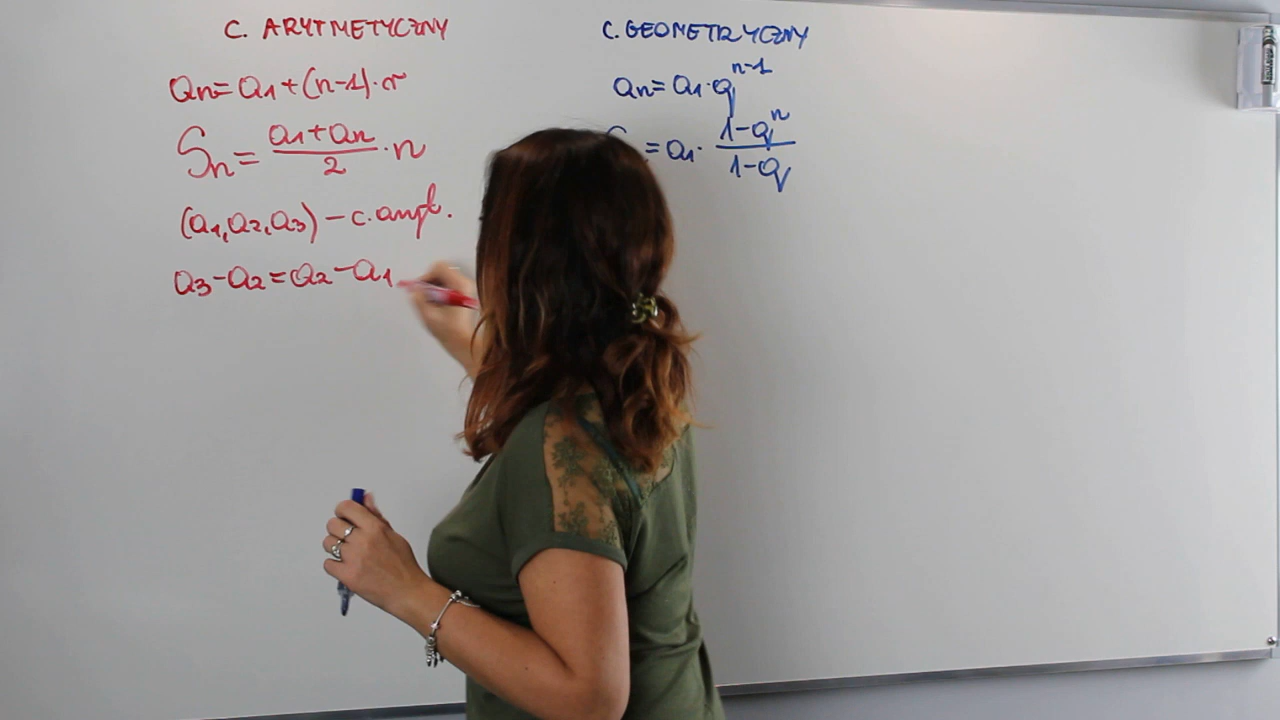 C. ARYTMETYCZNY
an = a1 + (n-1)·r
Sn = a1+an / 2 · n
(a1, a2, a3) - c. aryt.
a3 - a2 = a2 - a1
C. GEOMETRYCZNY
an = a1·q^n-1
= a1· 1-q^n / 1-q